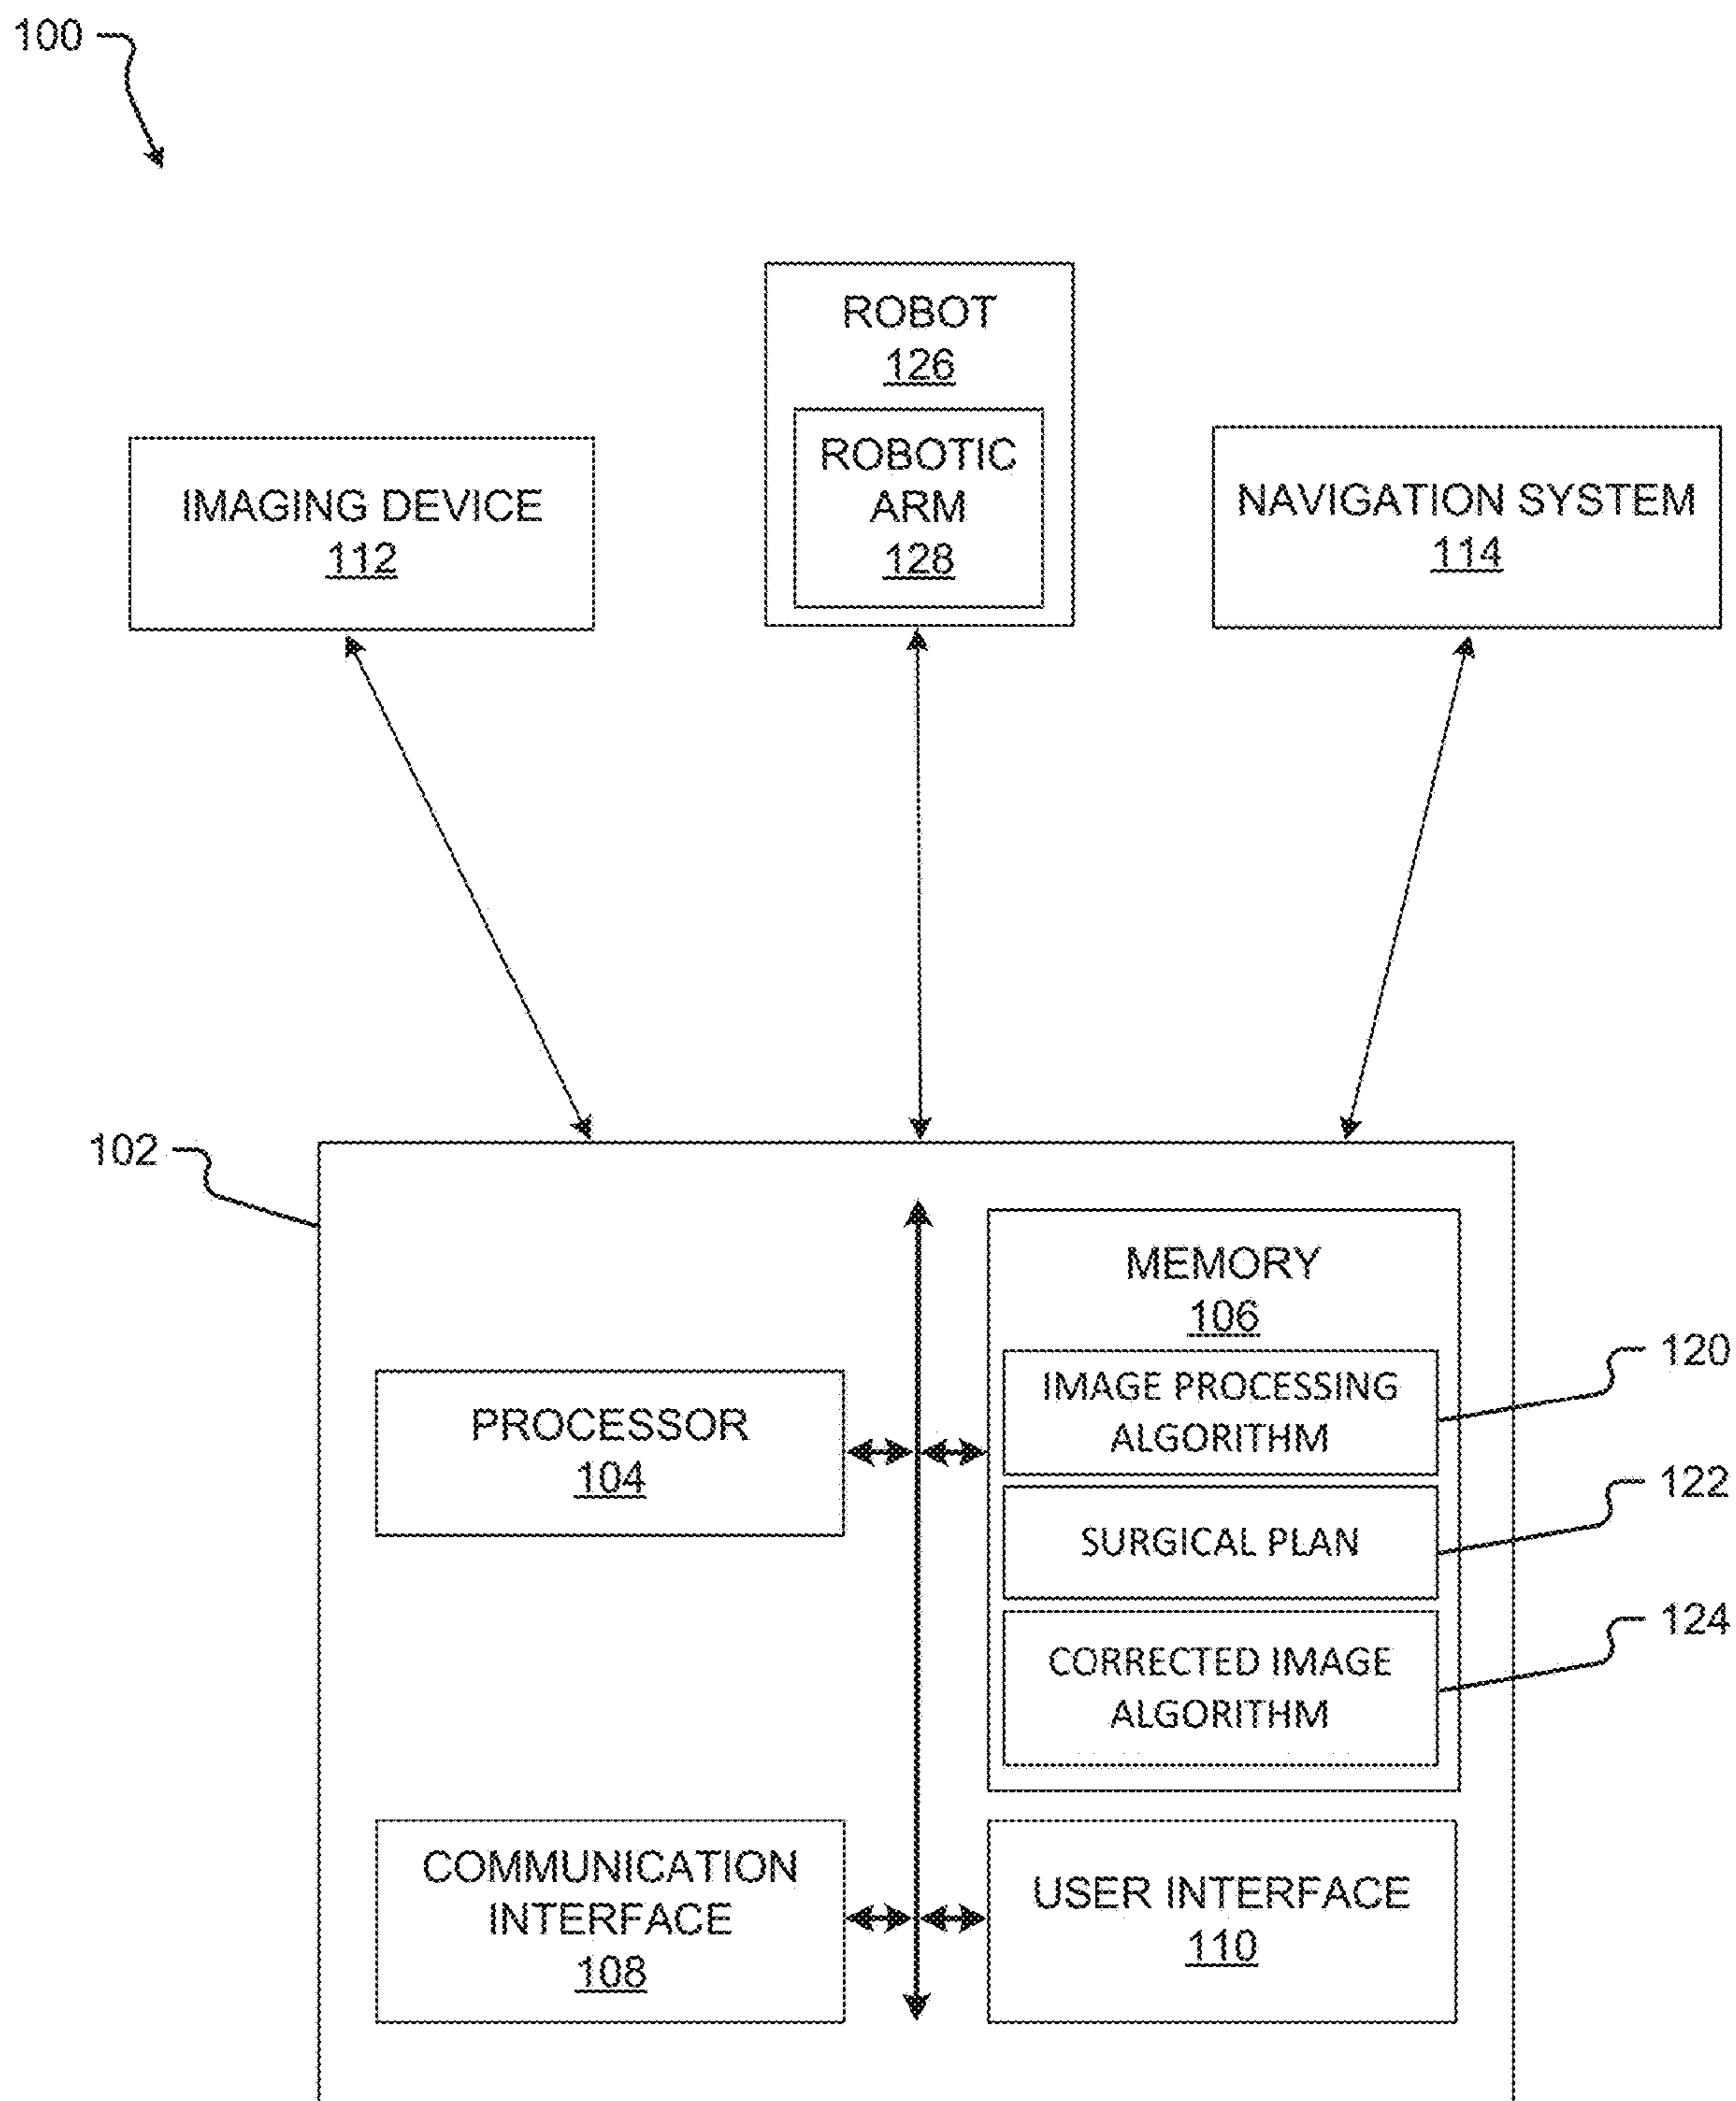 100
ROBOT
126
ROBOTIC
ARM
128
IMAGING DEVICE
112
NAVIGATION SYSTEM
114
102
MEMORY
106
IMAGE PROCESSING
ALGORITHM
120
PROCESSOR
104
SURGICAL PLAN
122
CORRECTED IMAGE
ALGORITHM
124
COMMUNICATION
INTERFACE
108
USER INTERFACE
110